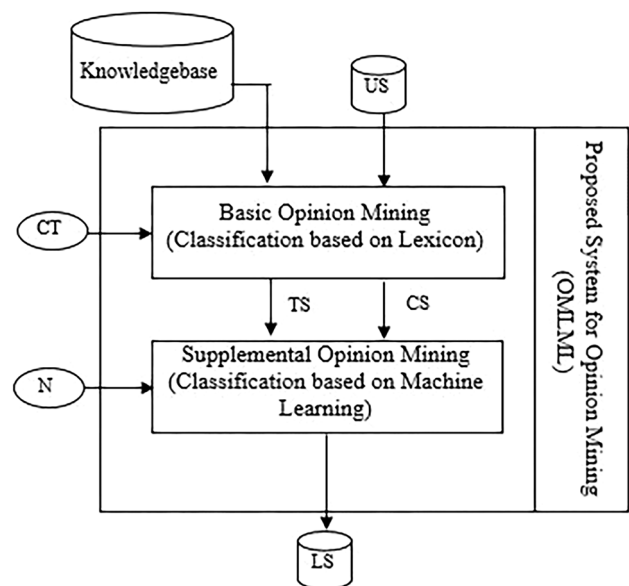 Knowledgebase
US
Basic Opinion Mining
(Classification based on Lexicon)
CT
TS
CS
Supplemental Opinion Mining
(Classification based on Machine
Learning)
N
LS
Proposed System for Opinion Mining
(OMLML)